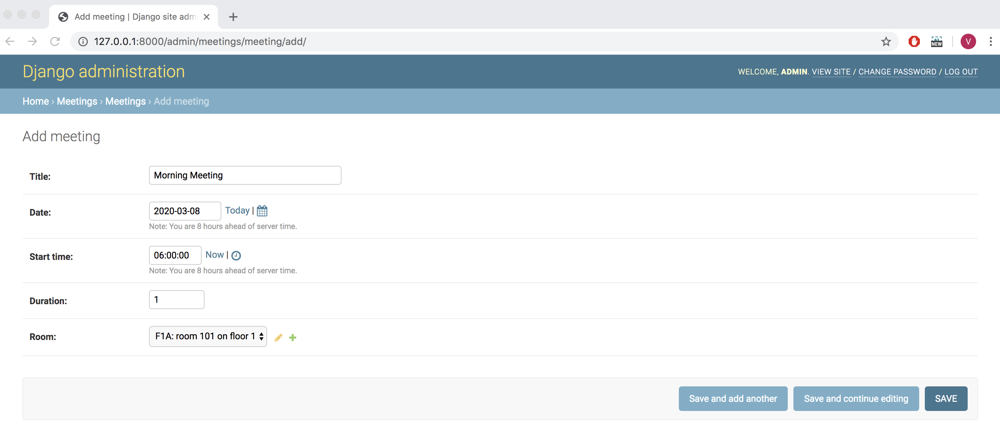 Add meeting | Django site adm
127.0.0.1:8000/admin/meetings/meeting/add/
NEW
V
Django administration
WELCOME, ADMIN. VIEW SITE / CHANGE PASSWORD / LOG OUT
Home › Meetings › Meetings › Add meeting
Add meeting
Title: Morning Meeting
Date: 2020-03-08 Today |
Note: You are 8 hours ahead of server time.
Start time: 06:00:00 Now |
Note: You are 8 hours ahead of server time.
Duration: 1
Room: F1A: room 101 on floor 1
Save and add another Save and continue editing SAVE